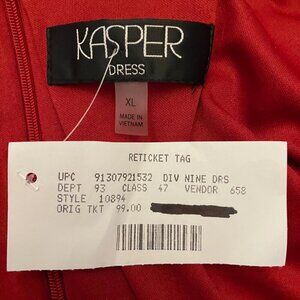 KASPER
DRESS
XL
MADE IN
VIETNAM
RETICKET TAG
UPC 91307921532 DIV NINE DRS
DEPT 93 CLASS 47 VENDOR 658
STYLE 10894
ORIG TKT 99.00